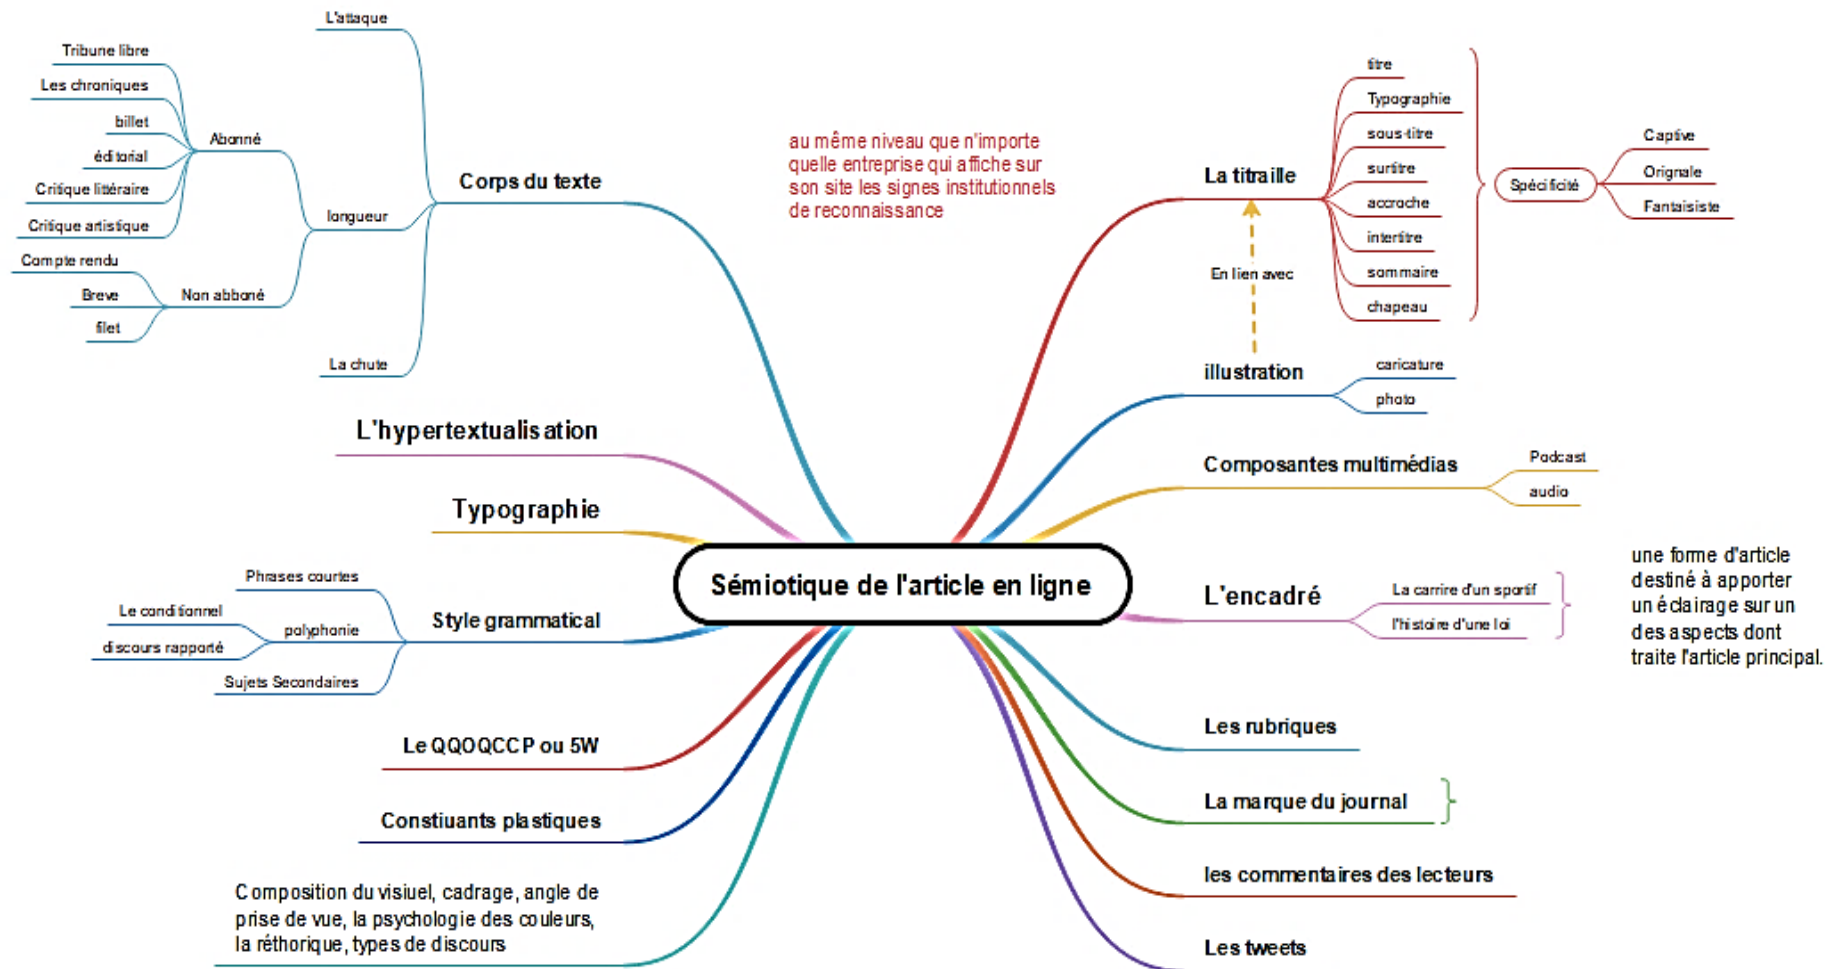 L'attaque
Tribune libre
Les chroniques
billet
éditorial
Critique littéraire
Critique artistique
Abonné
Compte rendu
Breve
filet
Non abboné
longueur
La chute
Corps du texte
L'hypertextualisation
Typographie
Phrases courtes
Le conditionnel
discours rapporté
polyphonie
Sujets Secondaires
Style grammatical
Le QQOQCCP ou 5W
Constiuants plastiques
Composition du visiuel, cadrage, angle de
prise de vue, la psychologie des couleurs,
la réthorique, types de discours
Sémiotique de l'article en ligne
au même niveau que n'importe
quelle entreprise qui affiche sur
son site les signes institutionnels
de reconnaissance
La titraille
titre
Typographie
sous-titre
surtitre
accroche
intertitre
sommaire
chapeau
Spécificité
Captive
Orignale
Fantaisiste
En lien avec
illustration
caricature
photo
Composantes multimédias
Podcast
audio
L'encadré
La carrire d'un sportif
l'histoire d'une loi
une forme d'article
destiné à apporter
un éclairage sur un
des aspects dont
traite l'article principal.
Les rubriques
La marque du journal
les commentaires des lecteurs
Les tweets